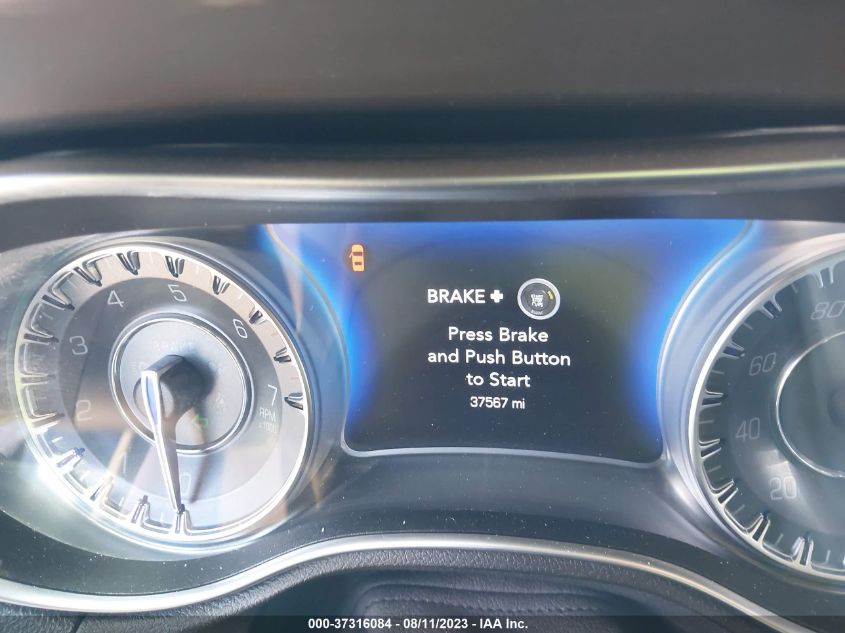 BRAKE +
Press Brake
and Push Button
to Start
37567 mi
BRAKE
0
2
3
4
5
6
7
RPM
x1000
20
40
60
80
000-37316084 - 08/11/2023 - IAA Inc.